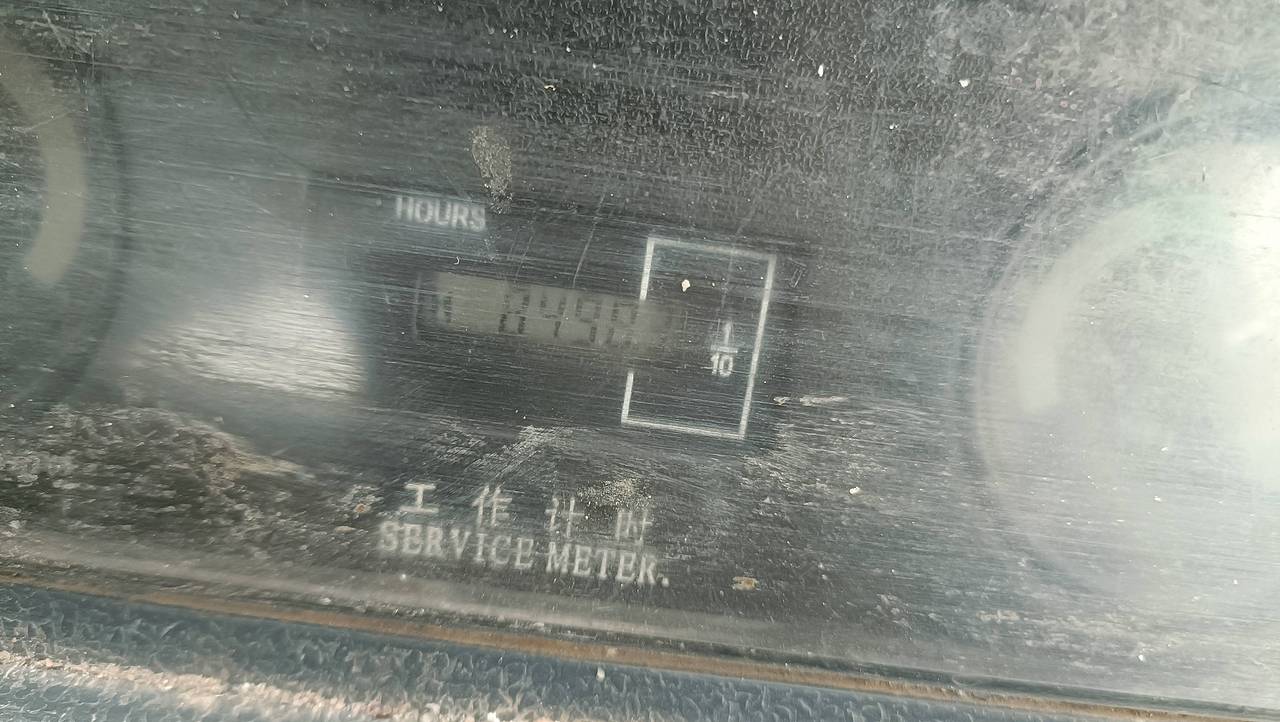 HOURS
1
10
工作计时
SERVICE METER.